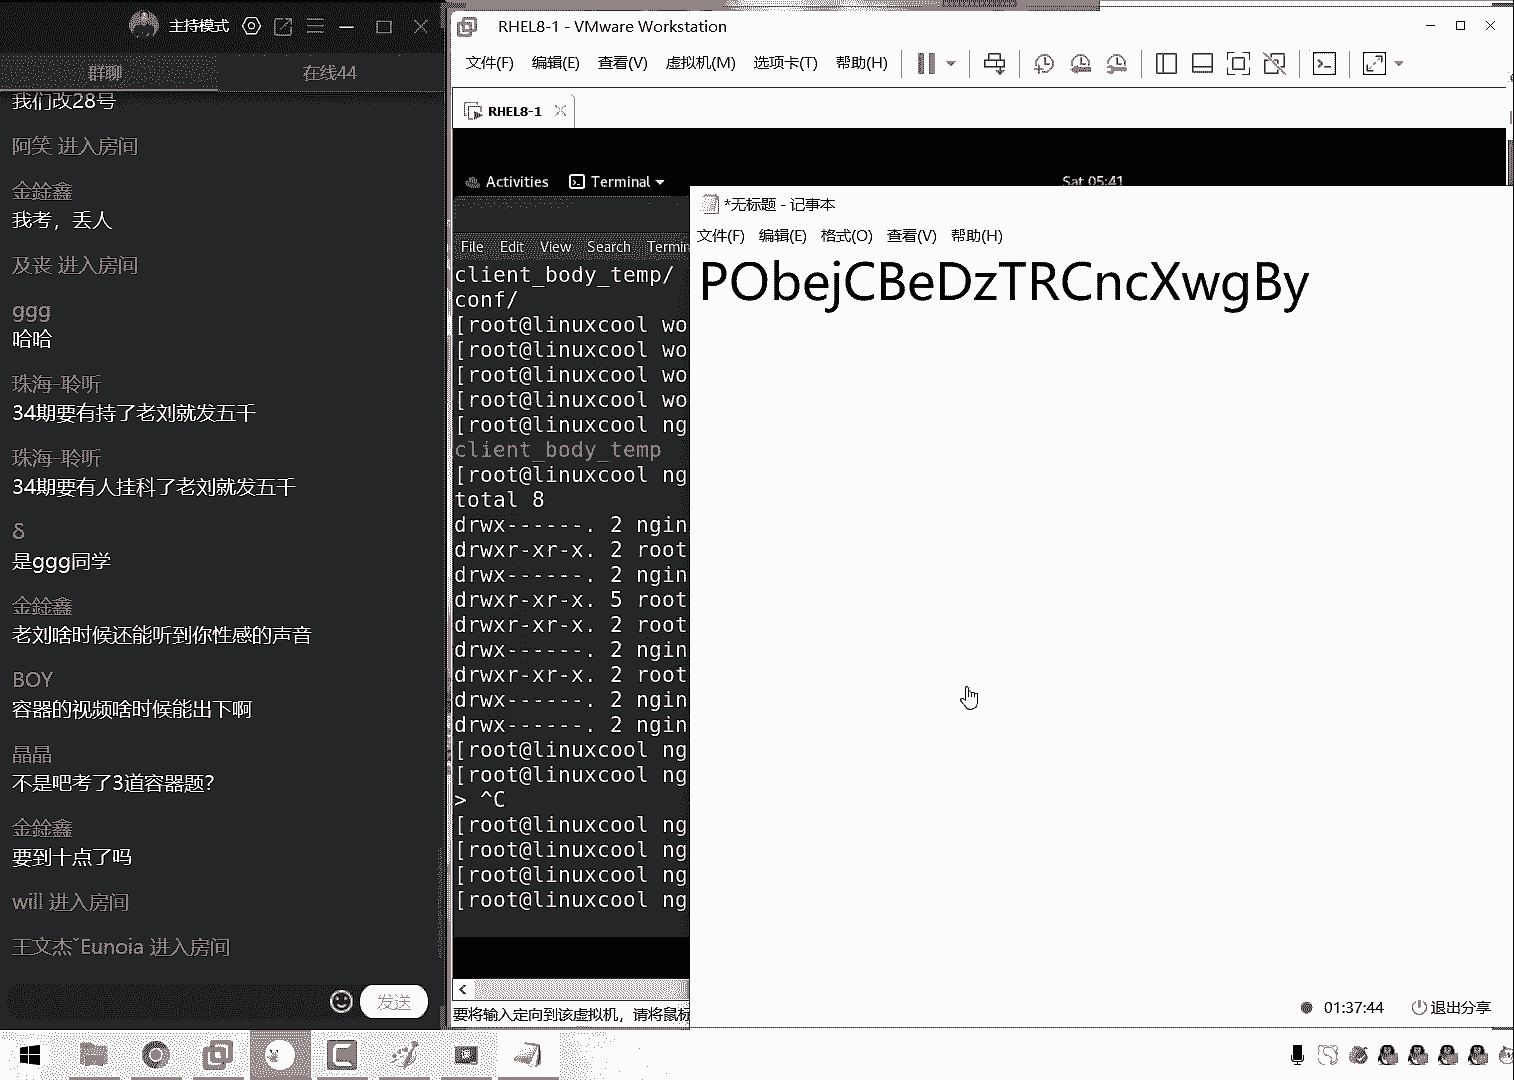 主持模式
群聊
在线44
我们改28号
阿笑 进入房间
金銓鑫
我考，丢人
及丧 进入房间
ggg
哈哈
珠海-聆听
34期要有持了老刘就发五千
珠海-聆听
34期要有人挂科了老刘就发五千
δ
是ggg同学
金銓鑫
老刘啥时候还能听到你性感的声音
BOY
容器的视频啥时候能出下啊
晶晶
不是吧考了3道容器题？
金銓鑫
要到十点了吗
will 进入房间
王文杰ˇEunoia 进入房间
发送
RHEL8-1 - VMware Workstation
文件(F) 编辑(E) 查看(V) 虚拟机(M) 选项卡(T) 帮助(H)
RHEL8-1
Activities Terminal
Sat 05:41
File Edit View Search Termin
client_body_temp/
conf/
[root@linuxcool wo
[root@linuxcool wo
[root@linuxcool wo
[root@linuxcool wo
[root@linuxcool ng
client_body_temp
[root@linuxcool ng
total 8
drwx------. 2 ngin
drwxr-xr-x. 2 root
drwx------. 2 ngin
drwxr-xr-x. 5 root
drwxr-xr-x. 2 root
drwx------. 2 ngin
drwxr-xr-x. 2 root
drwx------. 2 ngin
drwx------. 2 ngin
[root@linuxcool ng
[root@linuxcool ng
> ^C
[root@linuxcool ng
[root@linuxcool ng
[root@linuxcool ng
[root@linuxcool ng
要将输入定向到该虚拟机，请将鼠标
*无标题 - 记事本
文件(F) 编辑(E) 格式(O) 查看(V) 帮助(H)
PObejCBeDzTRCncXwgBy
01:37:44
退出分享